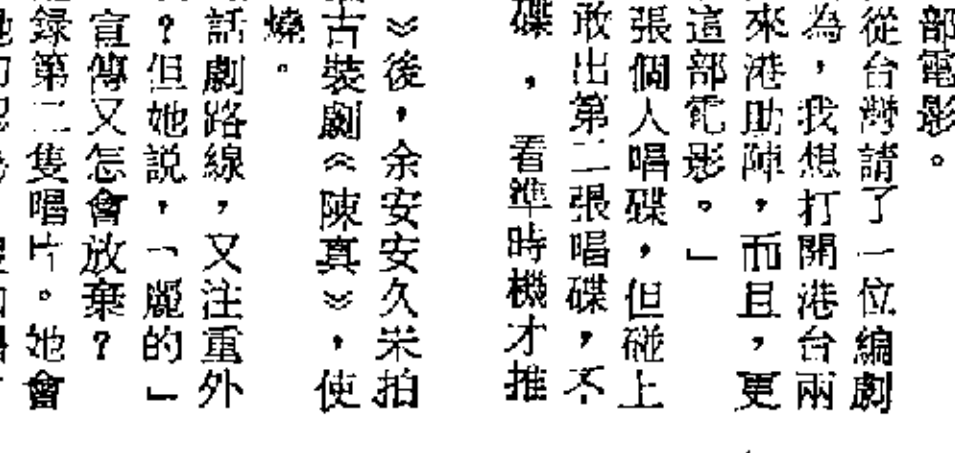 部電影。
從台灣請了一位編劇
為，我想打開港台兩
來港助陣，而且，更
這部電影。」
張個人唱碟，但碰上
敢出第二張唱碟，不
碟，看準時機才推
》後，余安安久米拍
古裝劇《陳真》，使
燒。
話劇路線，又注重外
？但她説，「麗的」
宣傳又怎會放棄？
錄第二隻唱片。她會